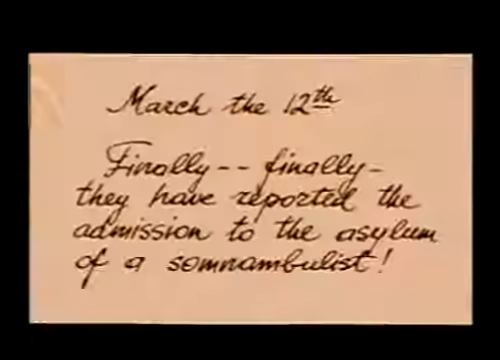 March the 12th
Finally -- finally -
they have reported the
admission to the asylum
of a somnambulist!